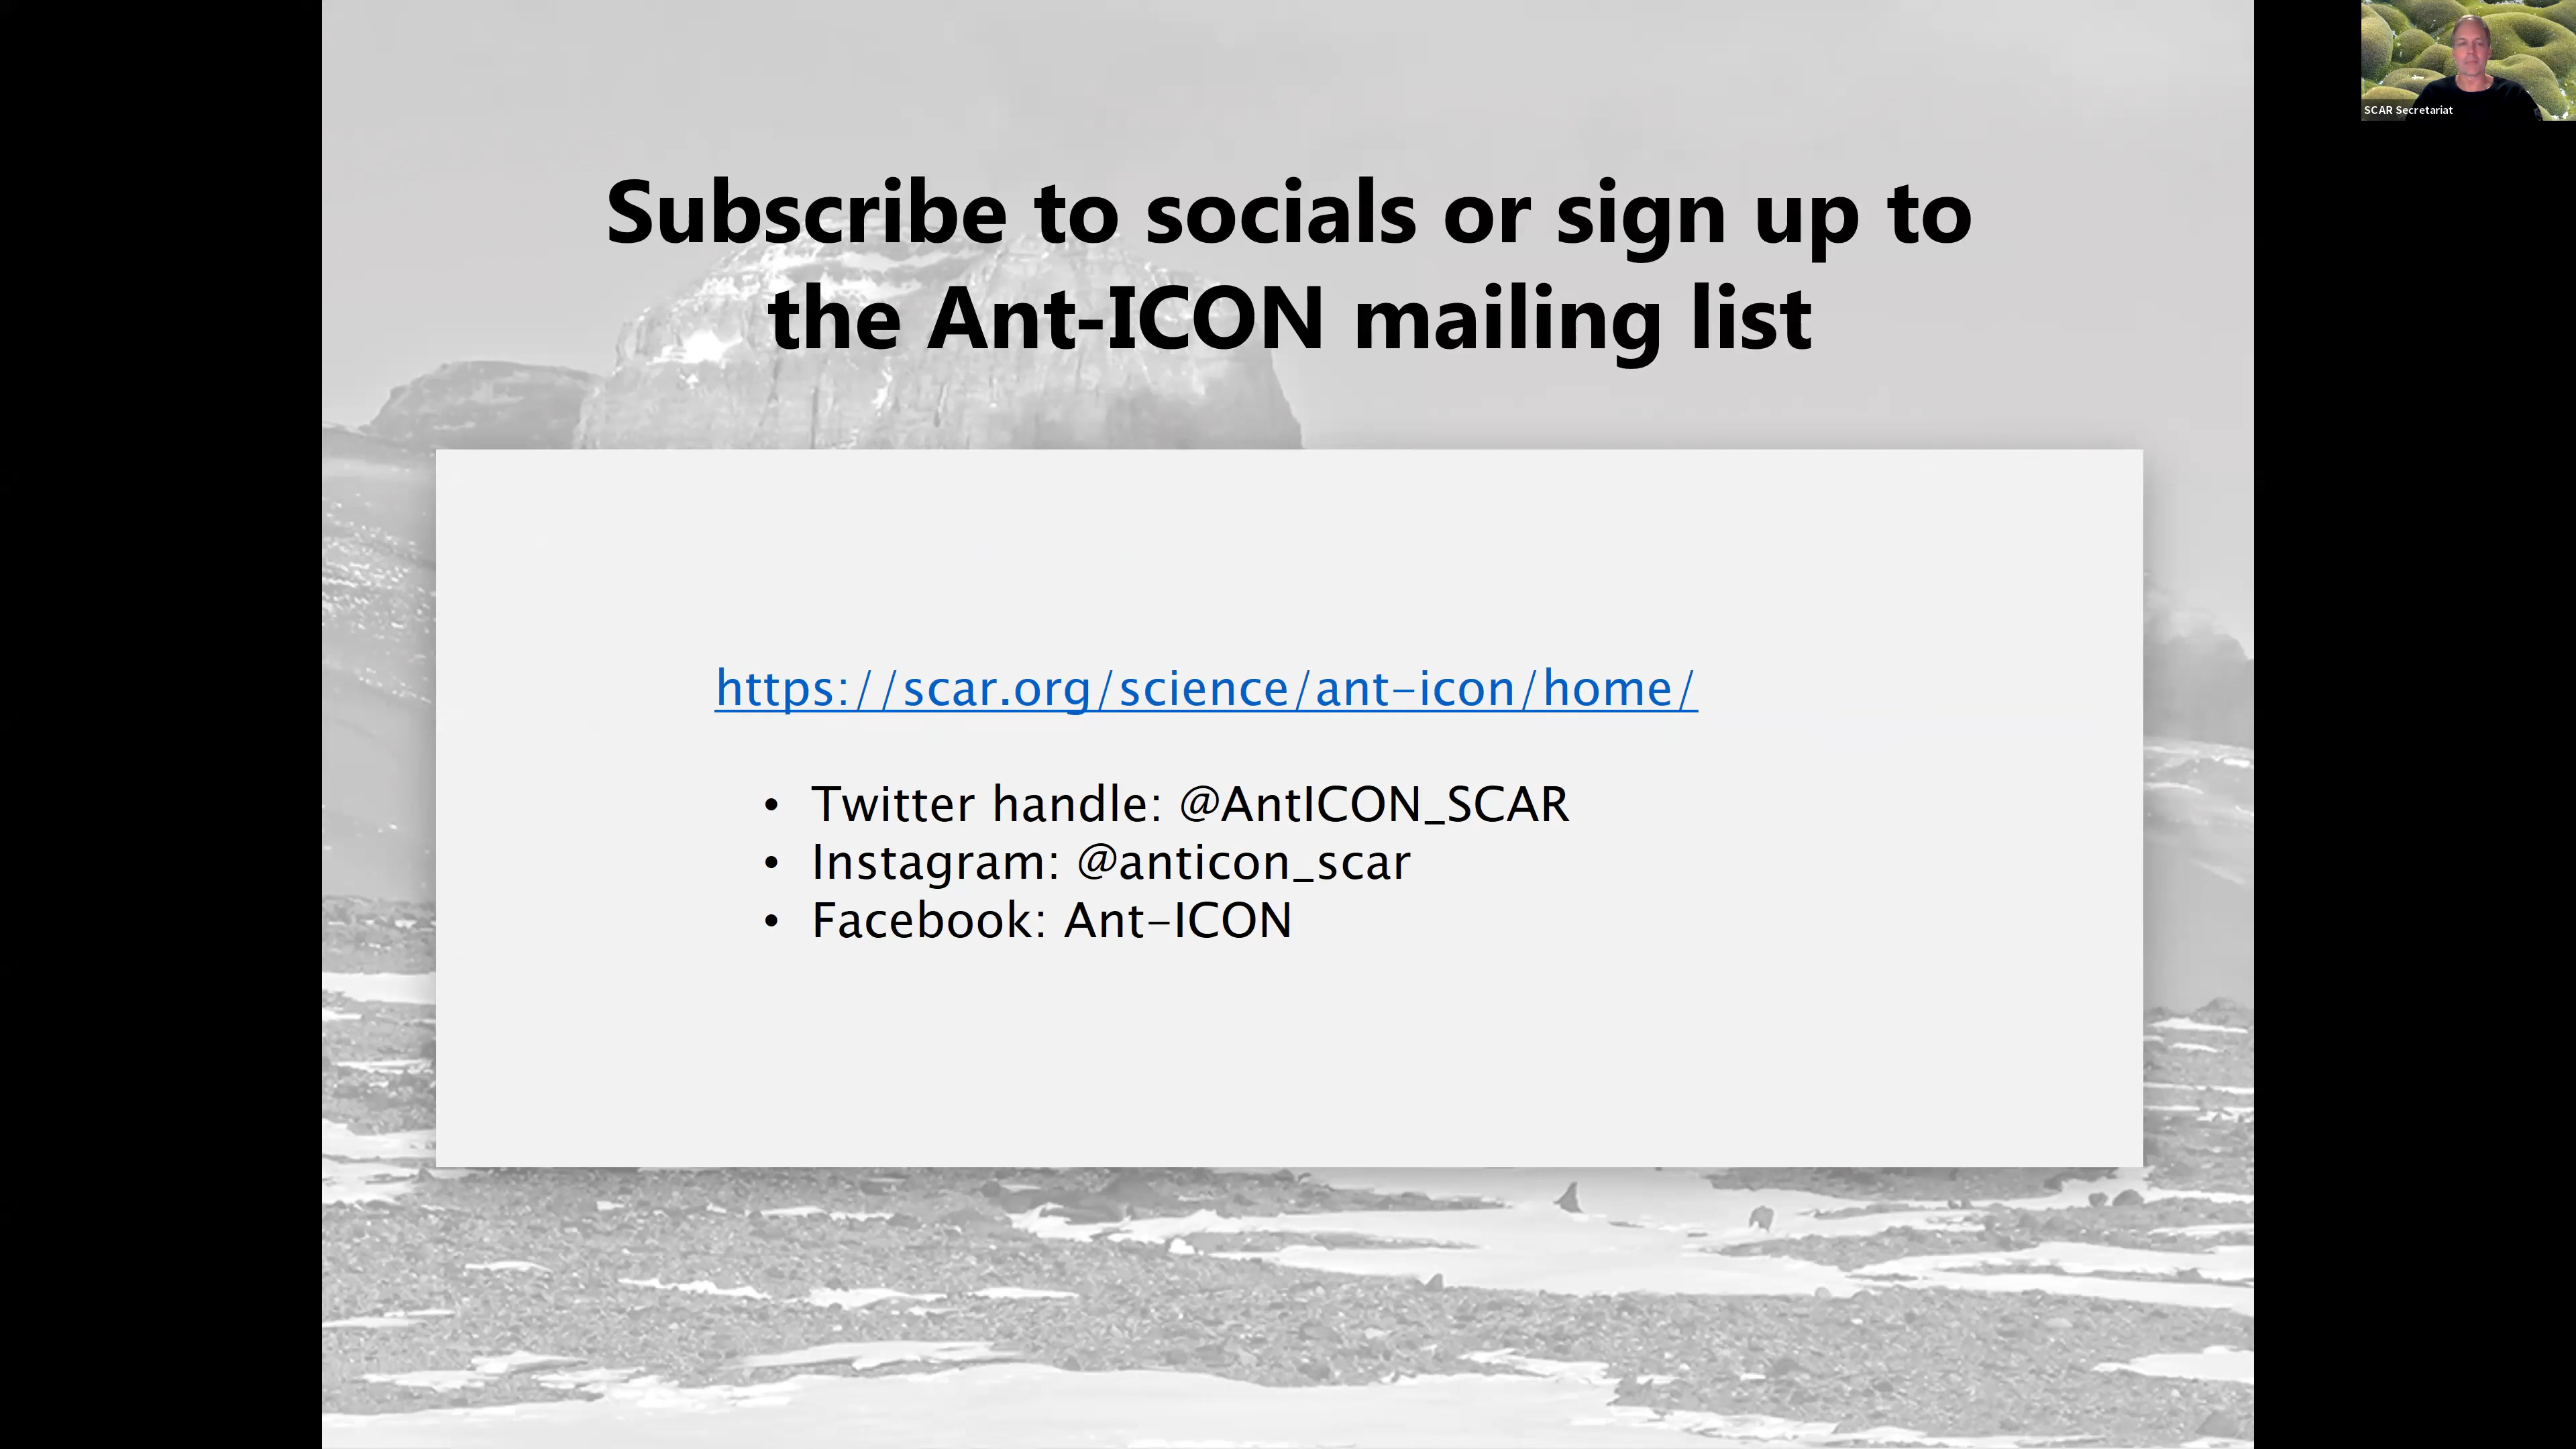 Subscribe to socials or sign up to
the Ant-ICON mailing list
https://scar.org/science/ant-icon/home/
• Twitter handle: @AntICON_SCAR
• Instagram: @anticon_scar
• Facebook: Ant-ICON
SCAR Secretariat